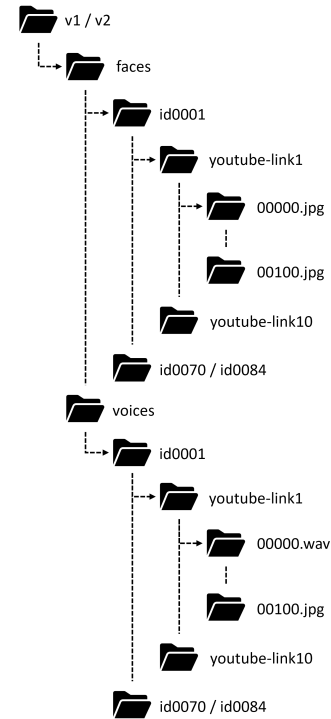 v1 / v2
faces
id0001
youtube-link1
00000.jpg
00100.jpg
youtube-link10
id0070 / id0084
voices
id0001
youtube-link1
00000.wav
00100.jpg
youtube-link10
id0070 / id0084